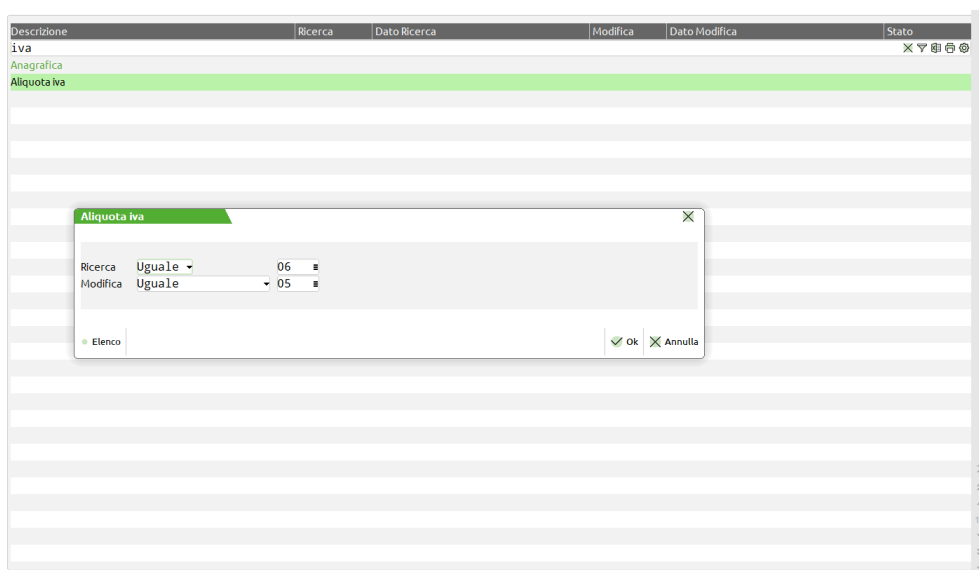 Descrizione Ricerca Dato Ricerca Modifica Dato Modifica Stato
iva
Anagrafica
Aliquota iva
Aliquota iva
Ricerca Uguale 06
Modifica Uguale 05
Elenco Ok Annulla